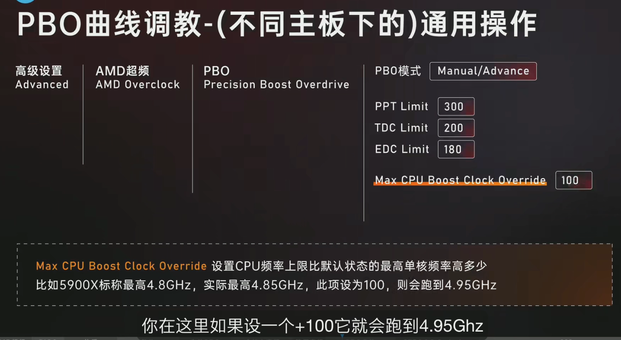 PBO曲线调教-(不同主板下的)通用操作
高级设置
Advanced
AMD超频
AMD Overclock
PBO
Precision Boost Overdrive
PBO模式 Manual/Advance
PPT Limit 300
TDC Limit 200
EDC Limit 180
Max CPU Boost Clock Override 100
Max CPU Boost Clock Override 设置CPU频率上限比默认状态的最高单核频率高多少
比如5900X标称最高4.8GHz，实际最高4.85GHz，此项设为100，则会跑到4.95GHz
你在这里如果设一个+100它就会跑到4.95Ghz